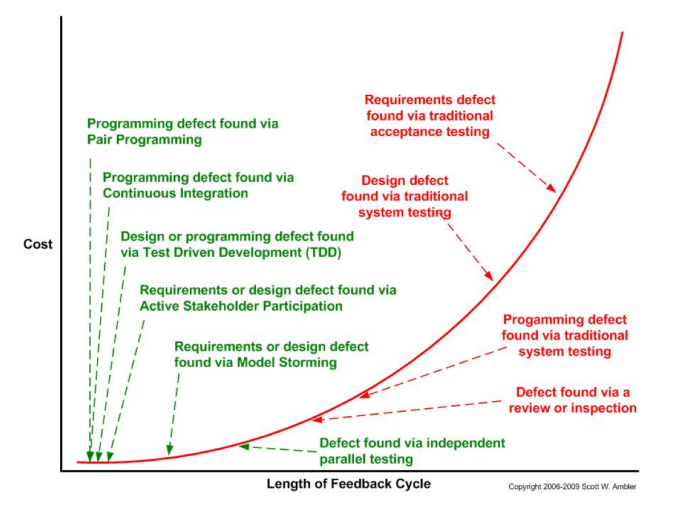 Programming defect found via
Pair Programming
Programming defect found via
Continuous Integration
Design or programming defect found
via Test Driven Development (TDD)
Requirements or design defect found via
Active Stakeholder Participation
Requirements or design defect
found via Model Storming
Defect found via independent
parallel testing
Requirements defect
found via traditional
acceptance testing
Design defect
found via traditional
system testing
Progamming defect
found via traditional
system testing
Defect found via a
review or inspection
Cost
Length of Feedback Cycle
Copyright 2006-2009 Scott W. Ambler